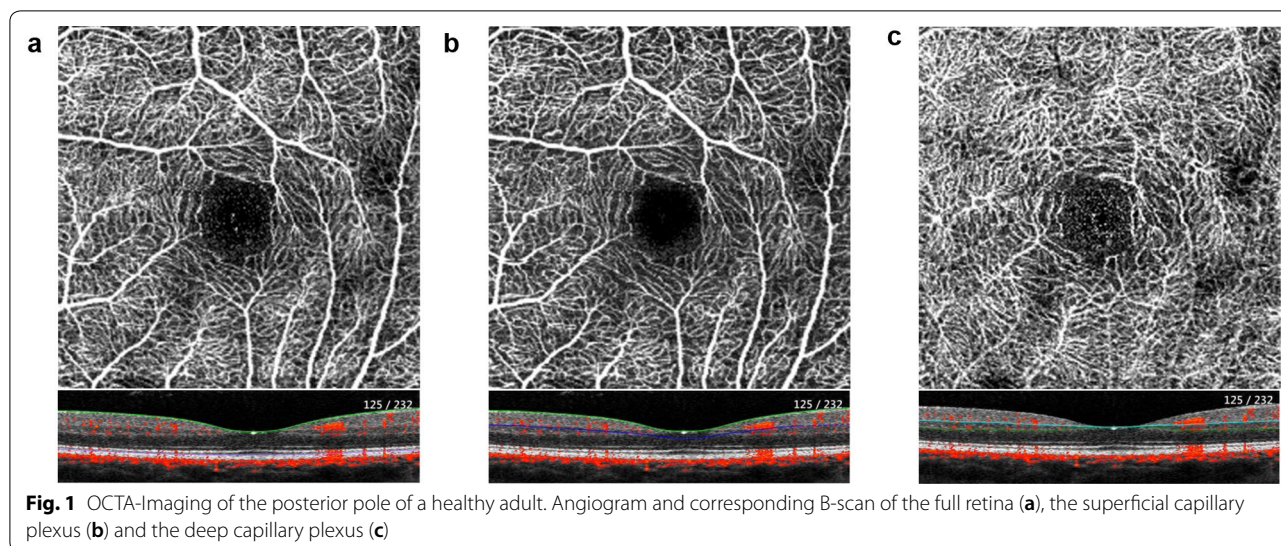 a
b
c
125 / 232
125 / 232
125 / 232
Fig. 1 OCTA-Imaging of the posterior pole of a healthy adult. Angiogram and corresponding B-scan of the full retina (a), the superficial capillary
plexus (b) and the deep capillary plexus (c)